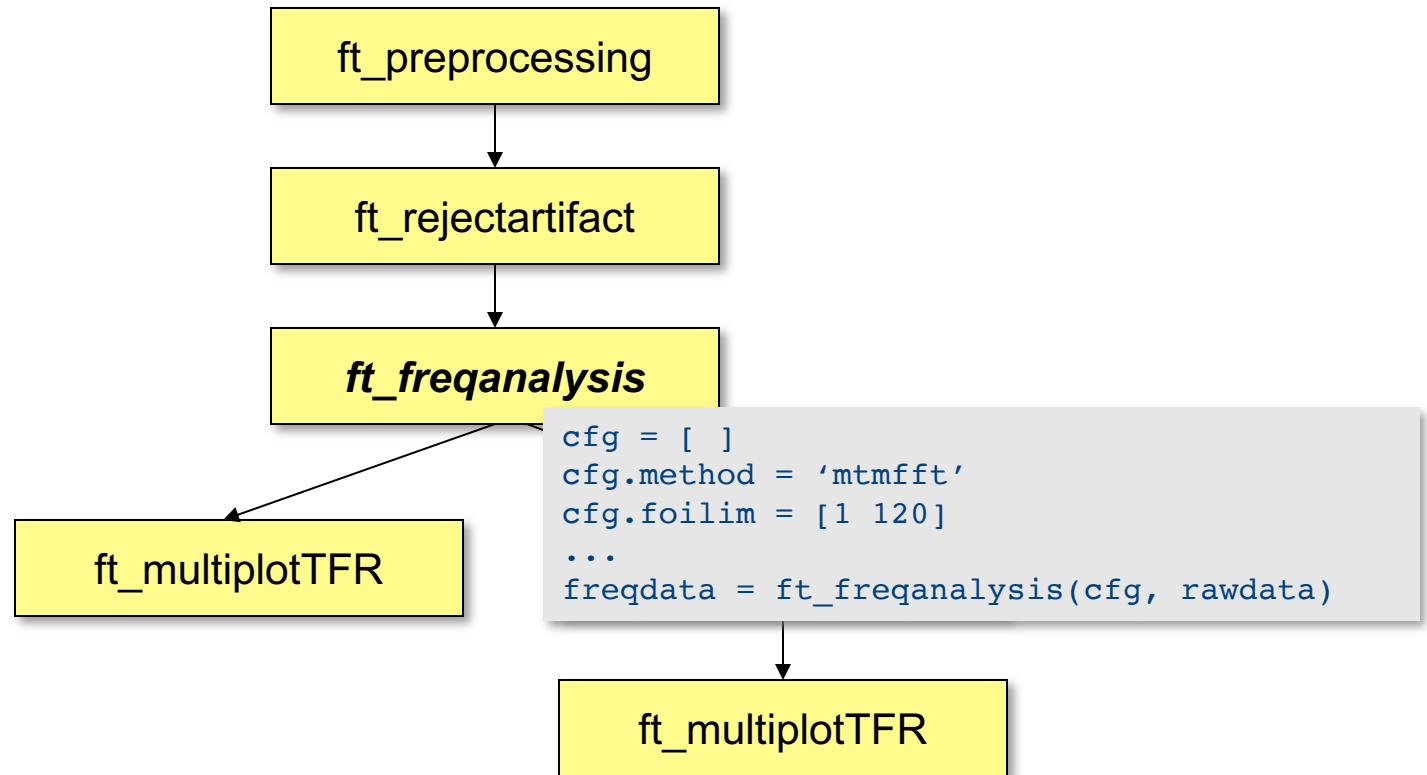 ft_preprocessing
ft_rejectartifact
ft_freqanalysis
cfg = [ ]
cfg.method = ‘mtmfft’
cfg.foilim = [1 120]
...
freqdata = ft_freqanalysis(cfg, rawdata)
ft_multiplotTFR
ft_multiplotTFR